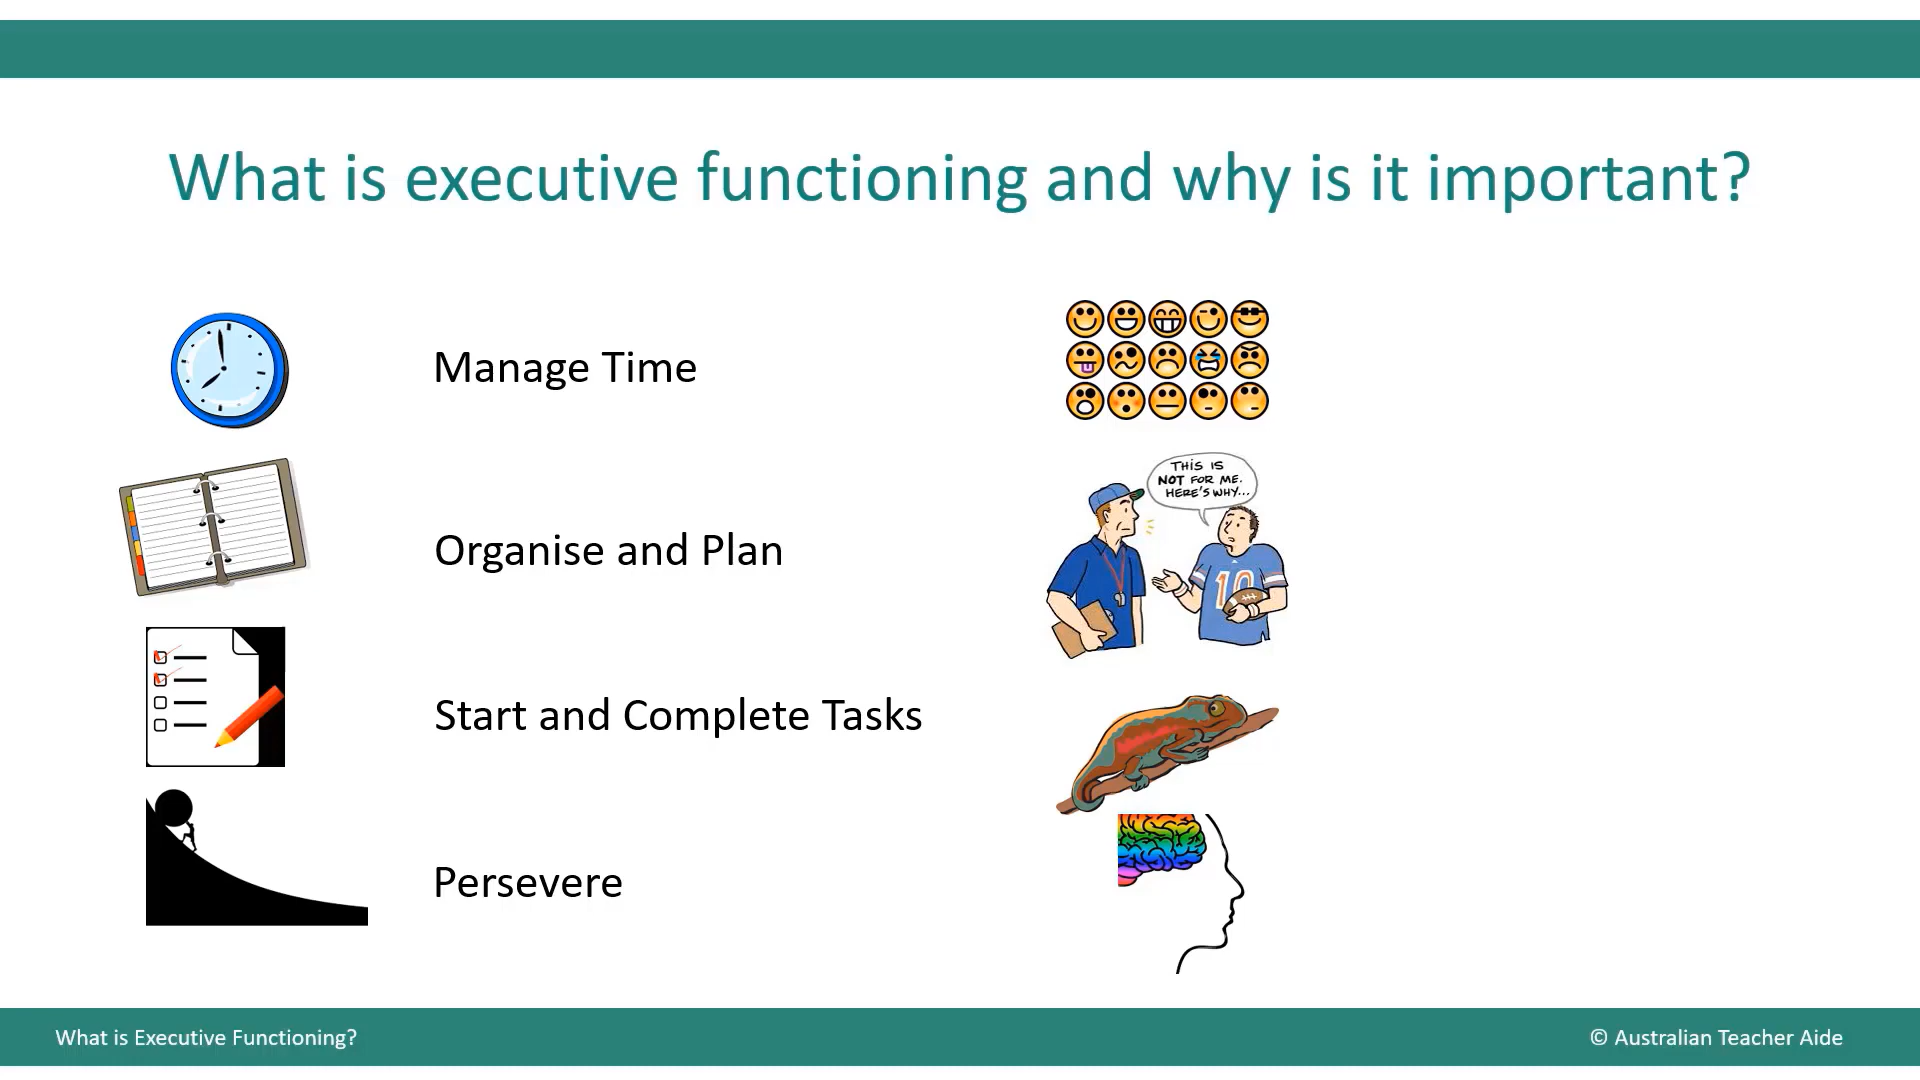 What is executive functioning and why is it important?
Manage Time
THIS IS
NOT FOR ME.
HERE'S WHY...
Organise and Plan
10
Start and Complete Tasks
Persevere
What is Executive Functioning?
© Australian Teacher Aide